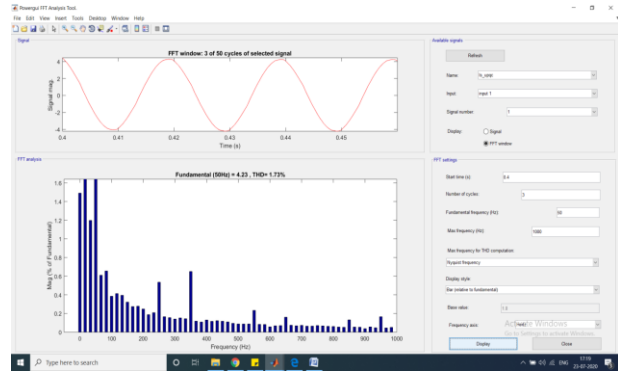 Powergui FFT Analysis Tool.
File Edit View Insert Tools Desktop Window Help
Signal
FFT window: 3 of 50 cycles of selected signal
Signal mag.
4
2
0
-2
-4
0.4 0.41 0.42 0.43 0.44 0.45
Time (s)
FFT analysis
Fundamental (50Hz) = 4.23 , THD= 1.73%
Mag (% of Fundamental)
1.6
1.4
1.2
1
0.8
0.6
0.4
0.2
0
0 100 200 300 400 500 600 700 800 900 1000
Frequency (Hz)
Available signals
Refresh
Name:
Input: input 1
Signal number: 1
Display: Signal
FFT window
FFT settings
Start time (s): 0.4
Number of cycles: 3
Fundamental frequency (Hz): 50
Max frequency (Hz): 1000
Max frequency for THD computation:
Nyquist frequency
Display style:
Bar (relative to fundamental)
Base value: 1.0
Frequency axis: Hertz
Activate Windows
Go to Settings to activate Windows.
Display Close
Type here to search
ENG
17:19
23-07-2020